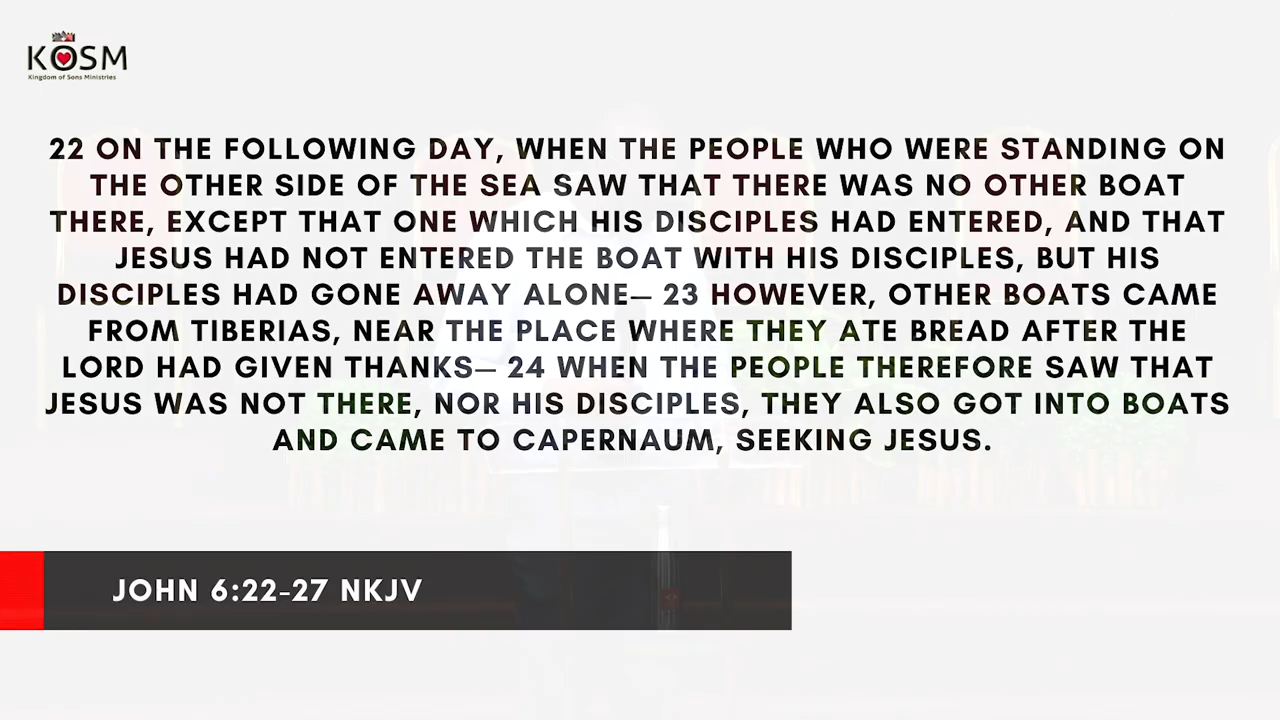 KOSM
Kingdom of Sons Ministries
22 ON THE FOLLOWING DAY, WHEN THE PEOPLE WHO WERE STANDING ON
THE OTHER SIDE OF THE SEA SAW THAT THERE WAS NO OTHER BOAT
THERE, EXCEPT THAT ONE WHICH HIS DISCIPLES HAD ENTERED, AND THAT
JESUS HAD NOT ENTERED THE BOAT WITH HIS DISCIPLES, BUT HIS
DISCIPLES HAD GONE AWAY ALONE— 23 HOWEVER, OTHER BOATS CAME
FROM TIBERIAS, NEAR THE PLACE WHERE THEY ATE BREAD AFTER THE
LORD HAD GIVEN THANKS— 24 WHEN THE PEOPLE THEREFORE SAW THAT
JESUS WAS NOT THERE, NOR HIS DISCIPLES, THEY ALSO GOT INTO BOATS
AND CAME TO CAPERNAUM, SEEKING JESUS.
JOHN 6:22-27 NKJV